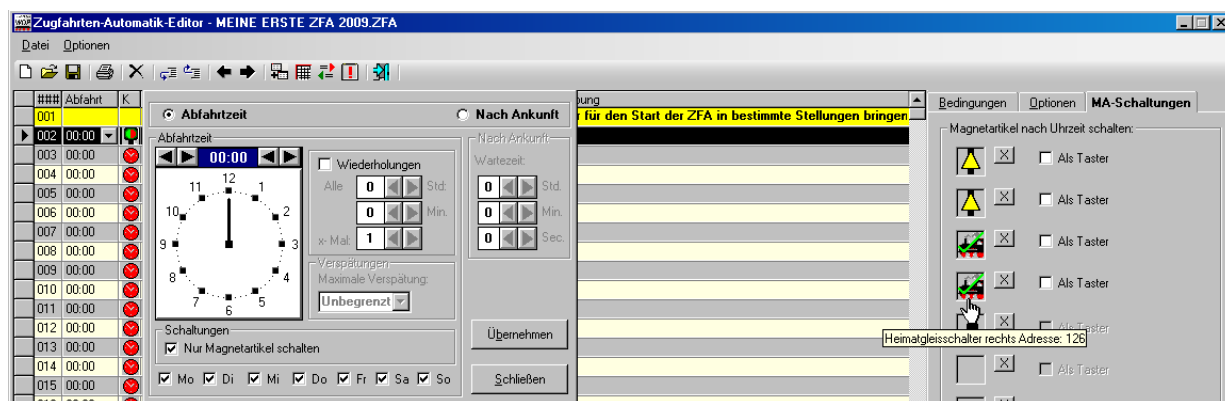 Zugfahrten-Automatik-Editor - MEINE ERSTE ZFA 2009.ZFA
Datei Optionen
### Abfahrt K
001
002 00:00
003 00:00
004 00:00
005 00:00
006 00:00
007 00:00
008 00:00
009 00:00
010 00:00
011 00:00
012 00:00
013 00:00
014 00:00
015 00:00
Abfahrtzeit Nach Ankunft
Abfahrtzeit
00:00
12
11 1
10 2
9 3
8 4
7 5
6
Wiederholungen
Alle 0 Std:
0 Min.
x- Mal: 1
Verspätungen
Maximale Verspätung:
Unbegrenzt
Nach Ankunft
Wartezeit:
0 Std.
0 Min.
0 Sec.
Schaltungen
Nur Magnetartikel schalten
Mo Di Mi Do Fr Sa So
Übernehmen
Schließen
für den Start der ZFA in bestimmte Stellungen bringen.
Bedingungen Optionen MA-Schaltungen
Magnetartikel nach Uhrzeit schalten:
X Als Taster
X Als Taster
X Als Taster
X Als Taster
X Als Taster
Heimatgleisschalter rechts Adresse: 126
X Als Taster